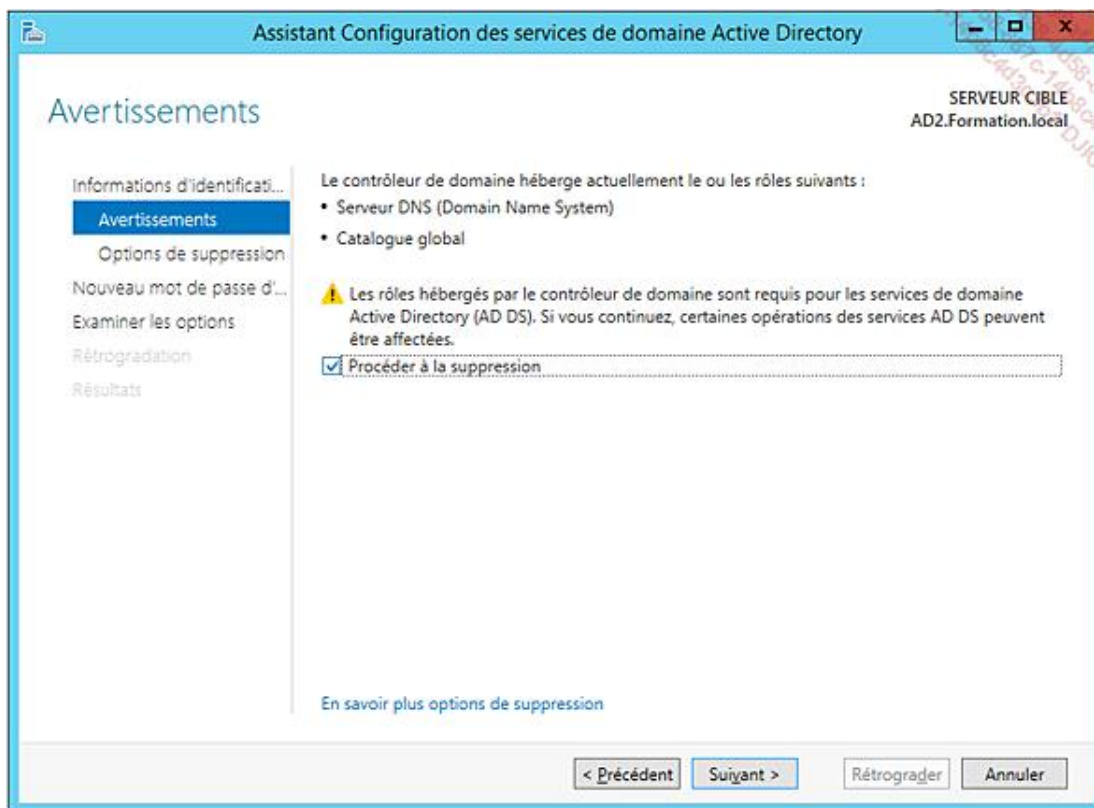 Assistant Configuration des services de domaine Active Directory
Avertissements
SERVEUR CIBLE
AD2.Formation.local
Informations d'identificati...
Avertissements
Options de suppression
Nouveau mot de passe d'...
Examiner les options
Rétrogradation
Résultats
Le contrôleur de domaine héberge actuellement le ou les rôles suivants :
• Serveur DNS (Domain Name System)
• Catalogue global
Les rôles hébergés par le contrôleur de domaine sont requis pour les services de domaine
Active Directory (AD DS). Si vous continuez, certaines opérations des services AD DS peuvent
être affectées.
Procéder à la suppression
En savoir plus options de suppression
< Précédent
Suivant >
Rétrograder
Annuler